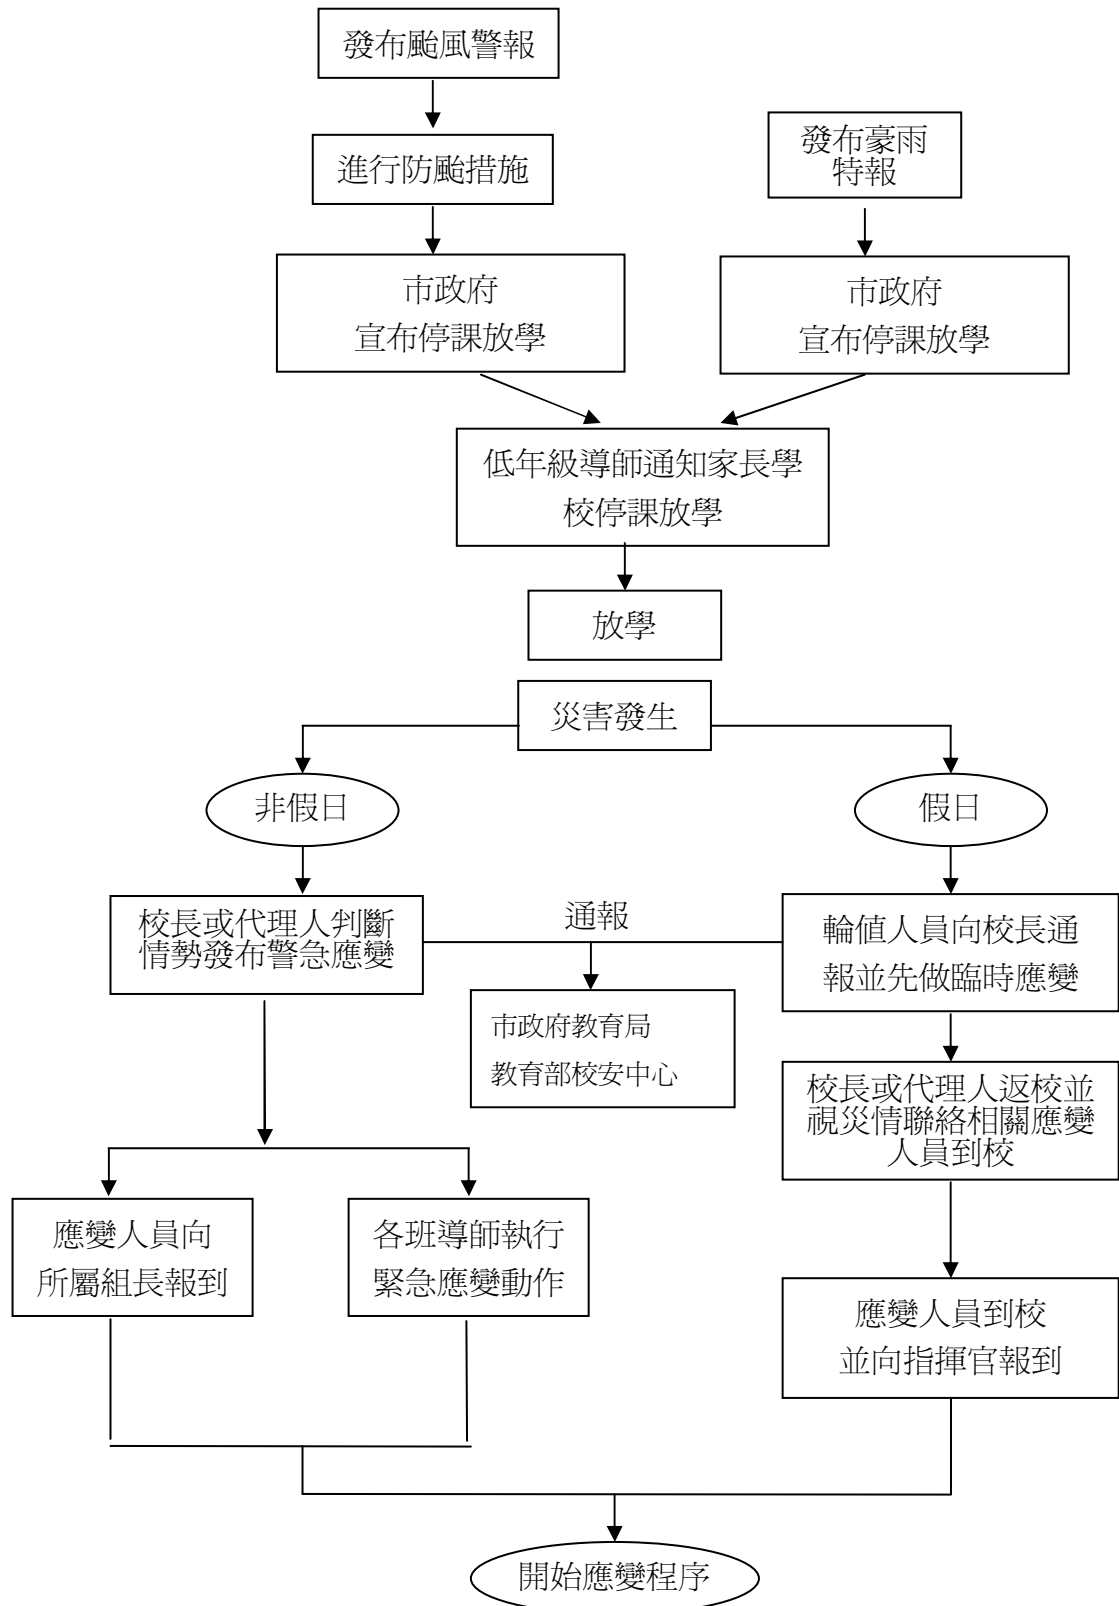 發布颱風警報
進行防颱措施
發布豪雨
特報
市政府
宣布停課放學
市政府
宣布停課放學
低年級導師通知家長學
校停課放學
放學
災害發生
非假日
假日
校長或代理人判斷
情勢發布警急應變
通報
輪值人員向校長通
報並先做臨時應變
市政府教育局
教育部校安中心
校長或代理人返校並
視災情聯絡相關應變
人員到校
應變人員向
所屬組長報到
各班導師執行
緊急應變動作
應變人員到校
並向指揮官報到
開始應變程序